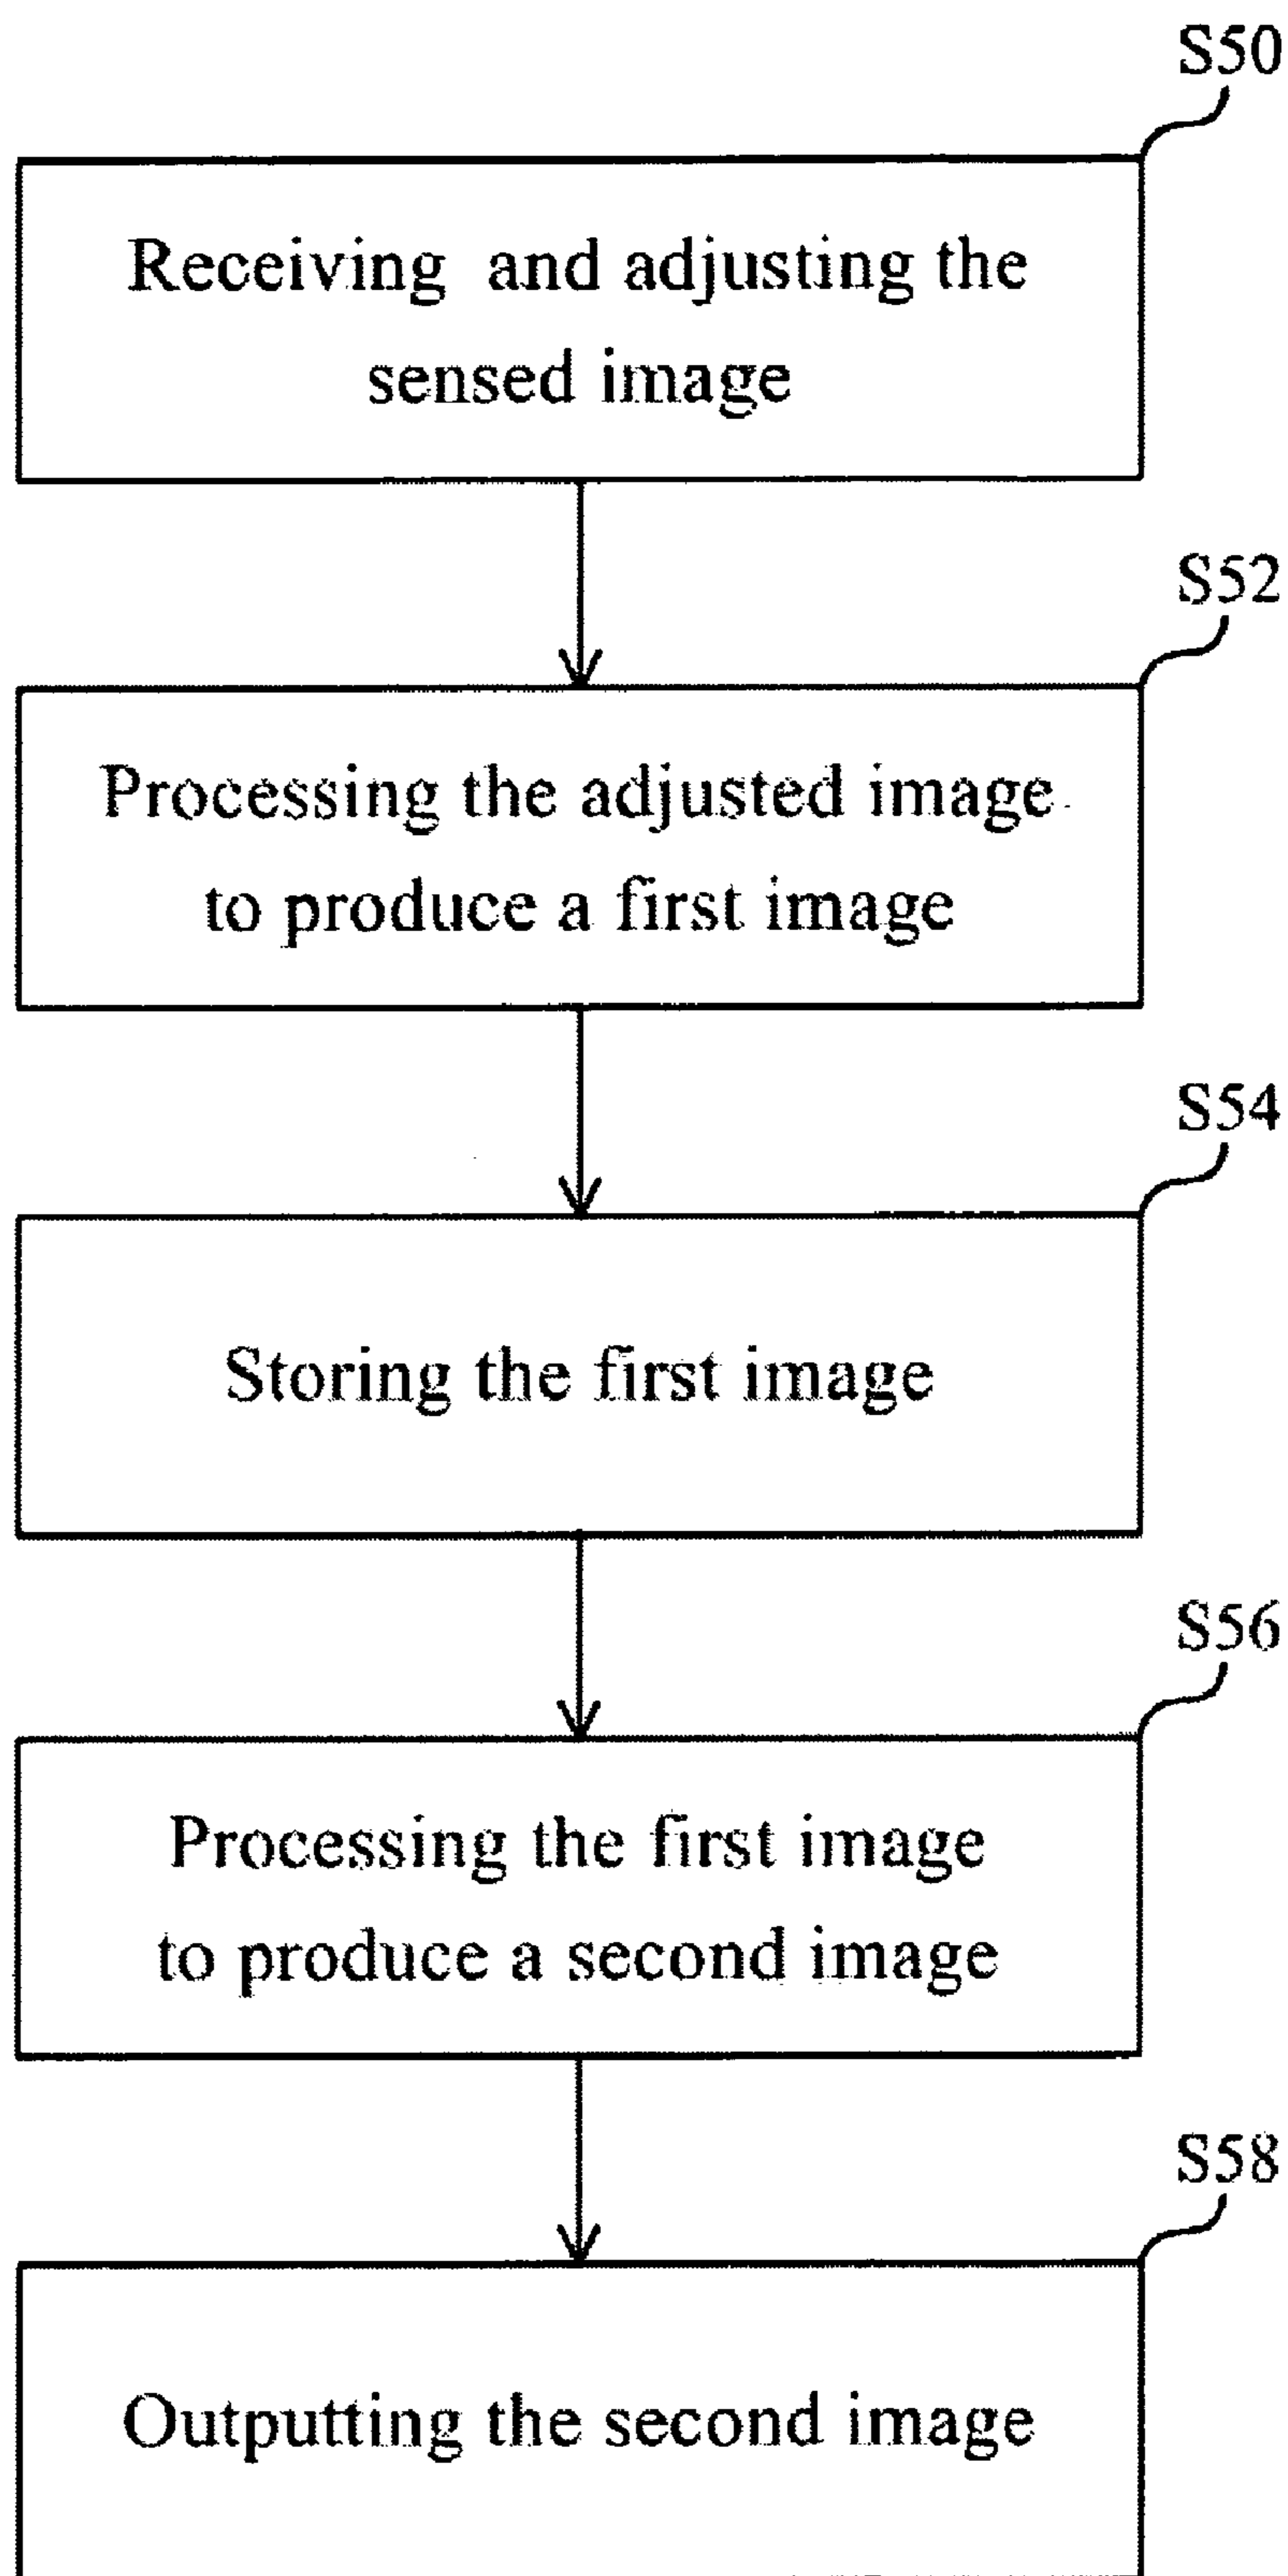 S50
Receiving and adjusting the
sensed image
S52
Processing the adjusted image
to produce a first image
S54
Storing the first image
S56
Processing the first image
to produce a second image
S58
Outputting the second image